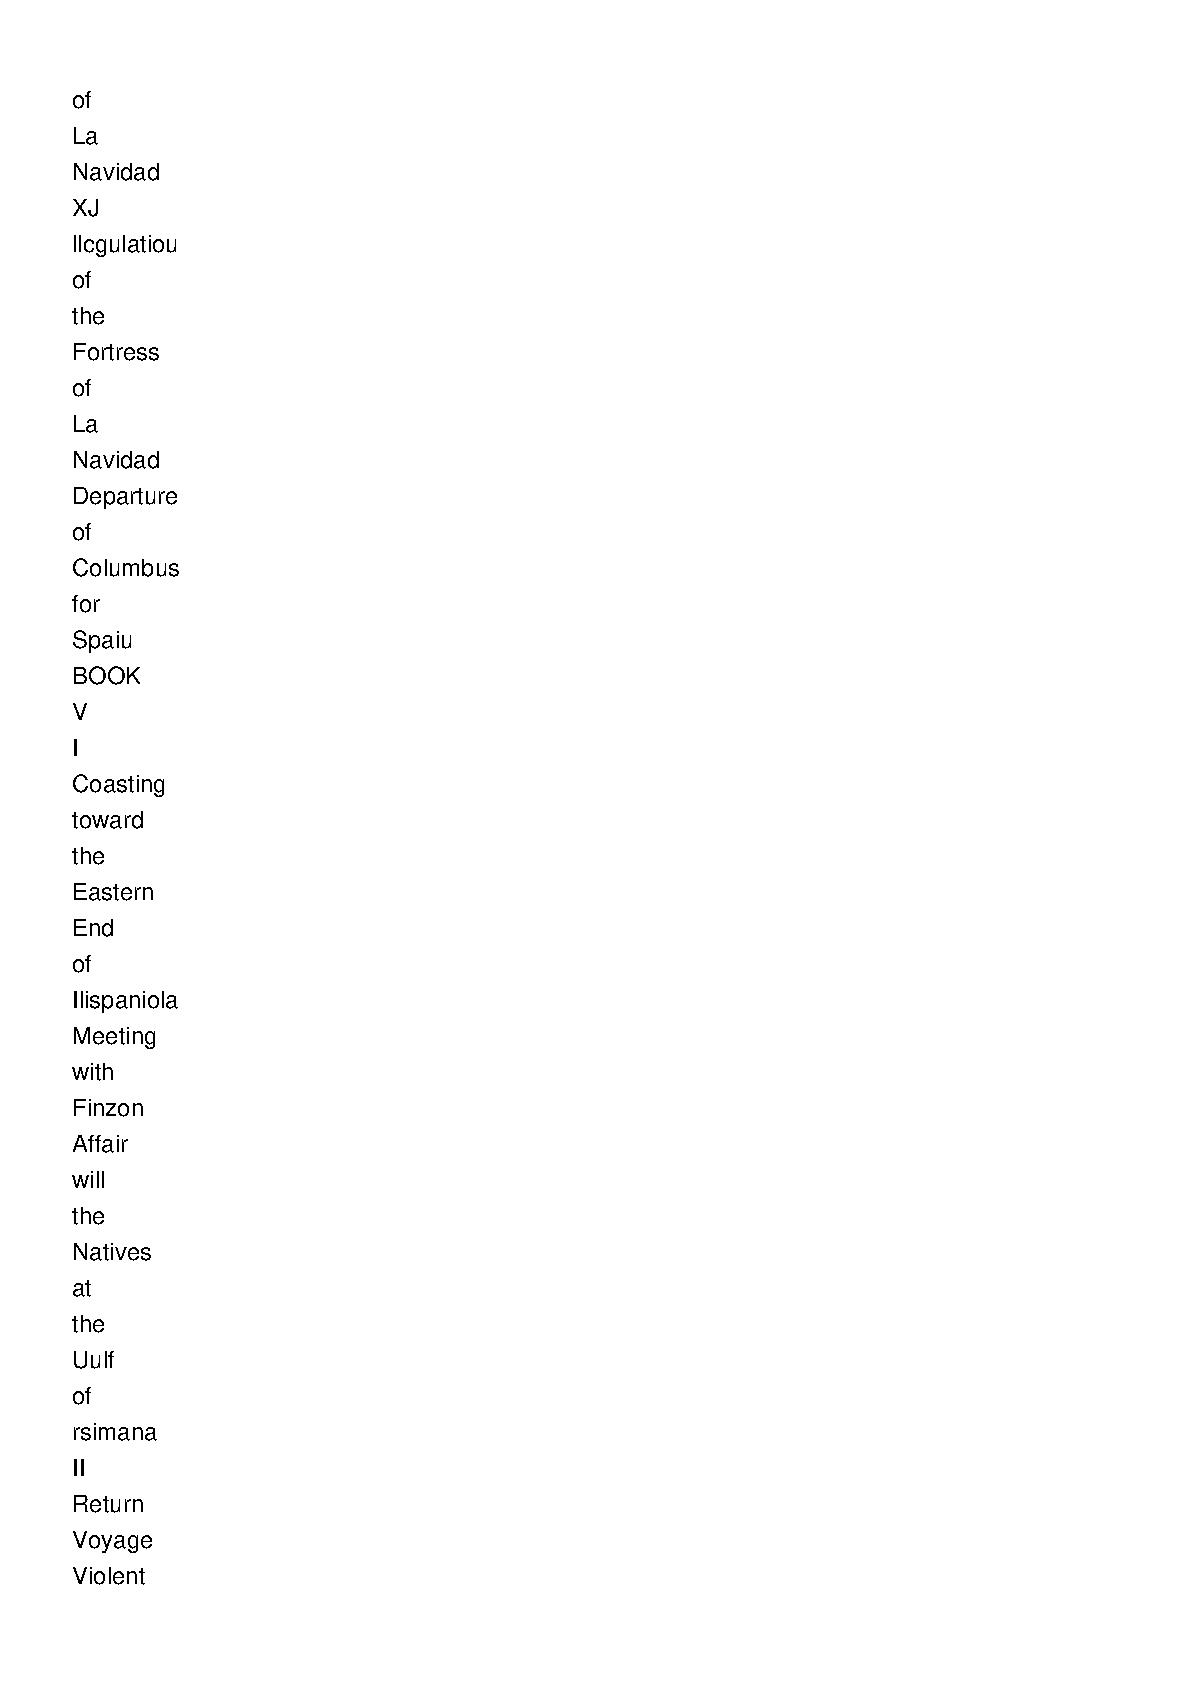 of
La
Navidad
XJ
llcgulatiou
of
the
Fortress
of
La
Navidad
Departure
of
Columbus
for
Spaiu
BOOK
V
I
Coasting
toward
the
Eastern
End
of
Ilispaniola
Meeting
with
Finzon
Affair
will
the
Natives
at
the
Uulf
of
rsimana
II
Return
Voyage
Violent